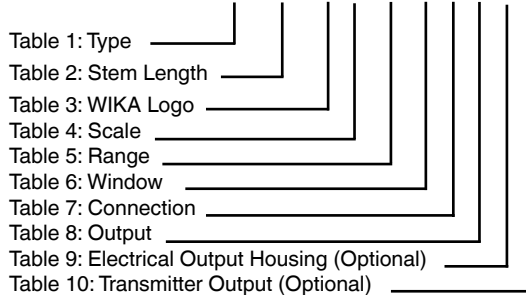 Table 1: Type
Table 2: Stem Length
Table 3: WIKA Logo
Table 4: Scale
Table 5: Range
Table 6: Window
Table 7: Connection
Table 8: Output
Table 9: Electrical Output Housing (Optional)
Table 10: Transmitter Output (Optional)